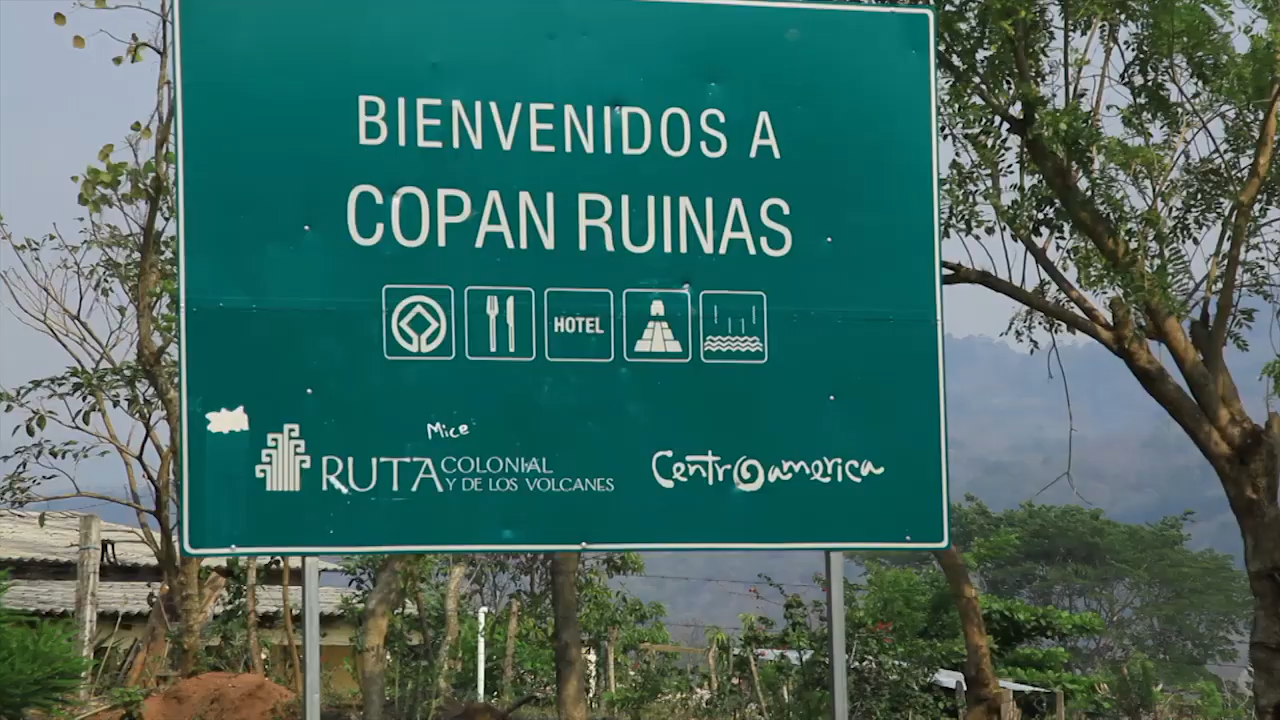 BIENVENIDOS A
COPAN RUINAS
HOTEL
Mice
RUTA COLONIAL
Y DE LOS VOLCANES
Centroamerica